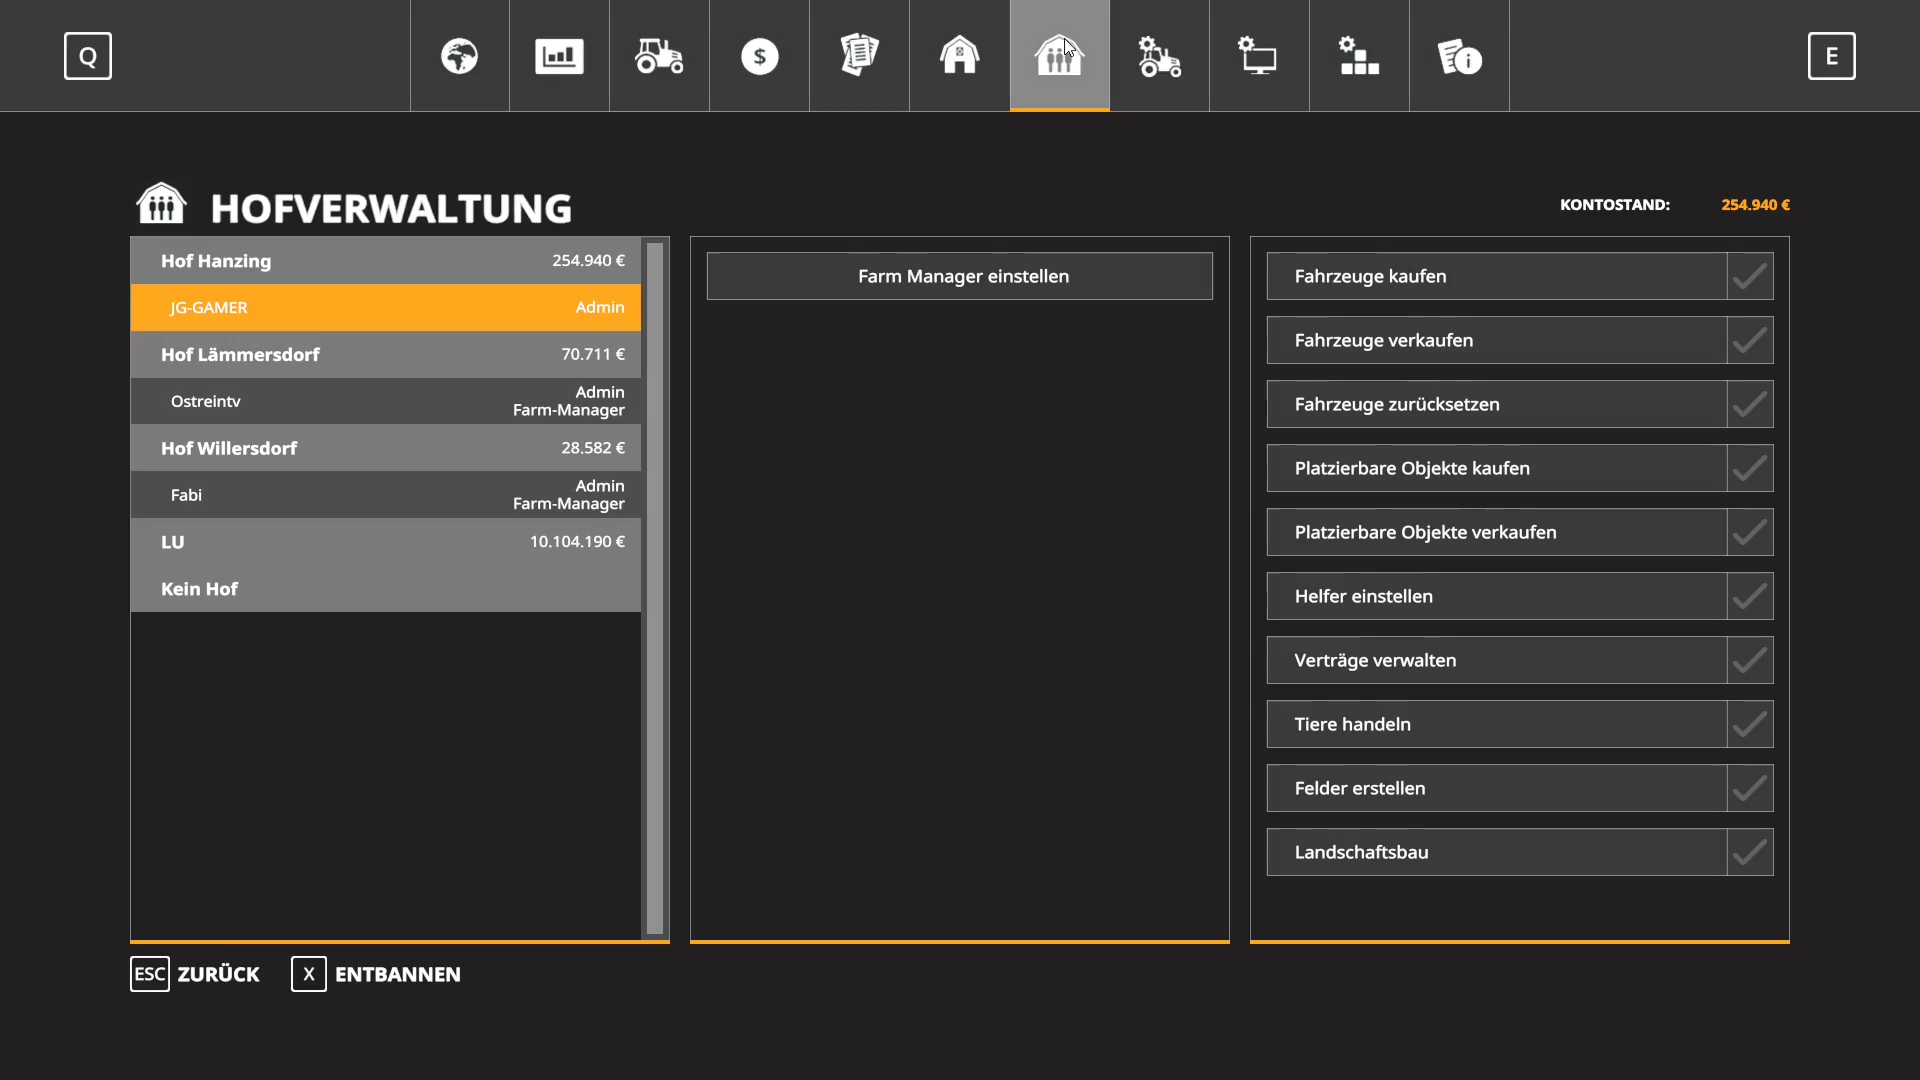 Q
E
HOFVERWALTUNG
KONTOSTAND: 254.940 €
Hof Hanzing 254.940 €
JG-GAMER Admin
Hof Lämmersdorf 70.711 €
Ostreintv Admin
Farm-Manager
Hof Willersdorf 28.582 €
Fabi Admin
Farm-Manager
LU 10.104.190 €
Kein Hof
Farm Manager einstellen
Fahrzeuge kaufen
Fahrzeuge verkaufen
Fahrzeuge zurücksetzen
Platzierbare Objekte kaufen
Platzierbare Objekte verkaufen
Helfer einstellen
Verträge verwalten
Tiere handeln
Felder erstellen
Landschaftsbau
ESC ZURÜCK X ENTBANNEN